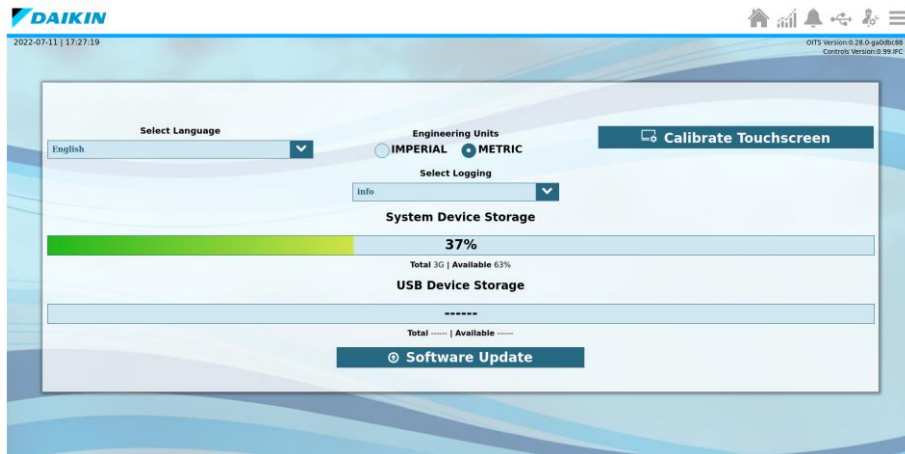 DAIKIN
2022-07-11 | 17:27:19
OITS Version:0.28.0-ga0dbc88
Controls Version:0.99.IFC
Select Language
English
Engineering Units
IMPERIAL METRIC
Calibrate Touchscreen
Select Logging
info
System Device Storage
37%
Total 3G | Available 63%
USB Device Storage
------
Total ------ | Available ------
Software Update